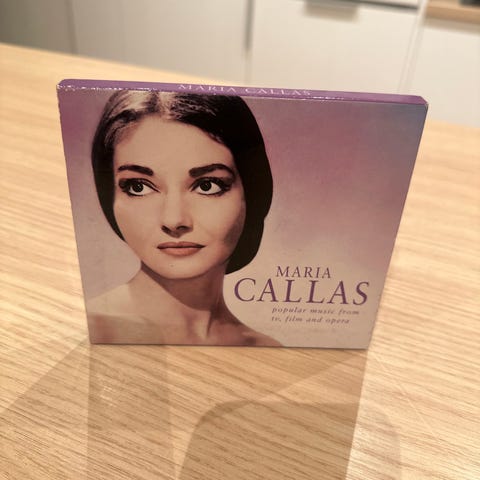 MARIA CALLAS
MARIA
CALLAS
popular music from
tv, film and opera